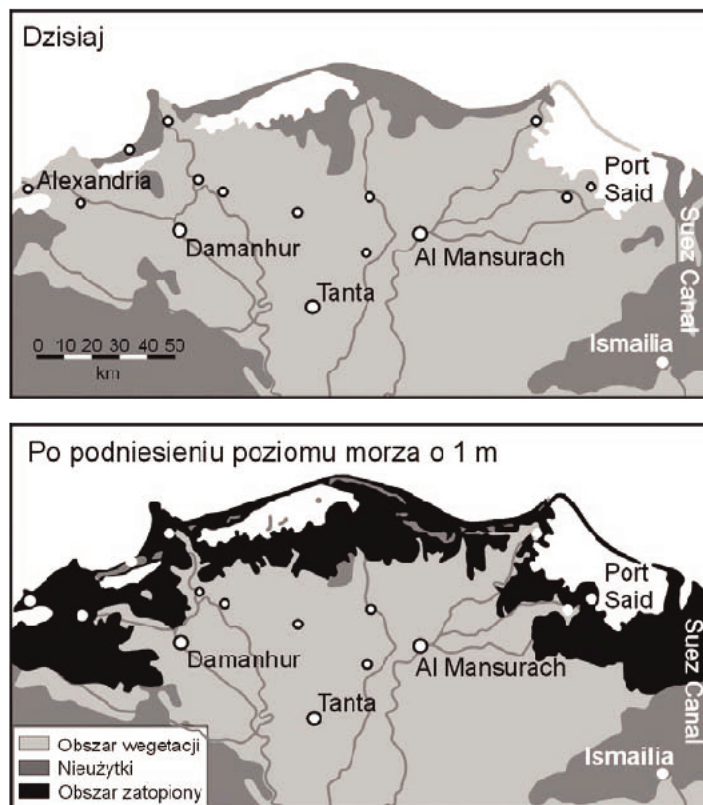 Dzisiaj
Alexandria
Port
Said
Damanhur
Al Mansurach
Suez Canal
Tanta
0 10 20 30 40 50
km
Ismailia
Po podniesieniu poziomu morza o 1 m
Port
Said
Damanhur
Al Mansurach
Suez Canal
Tanta
Obszar wegetacji
Nieużytki
Obszar zatopiony
Ismailia